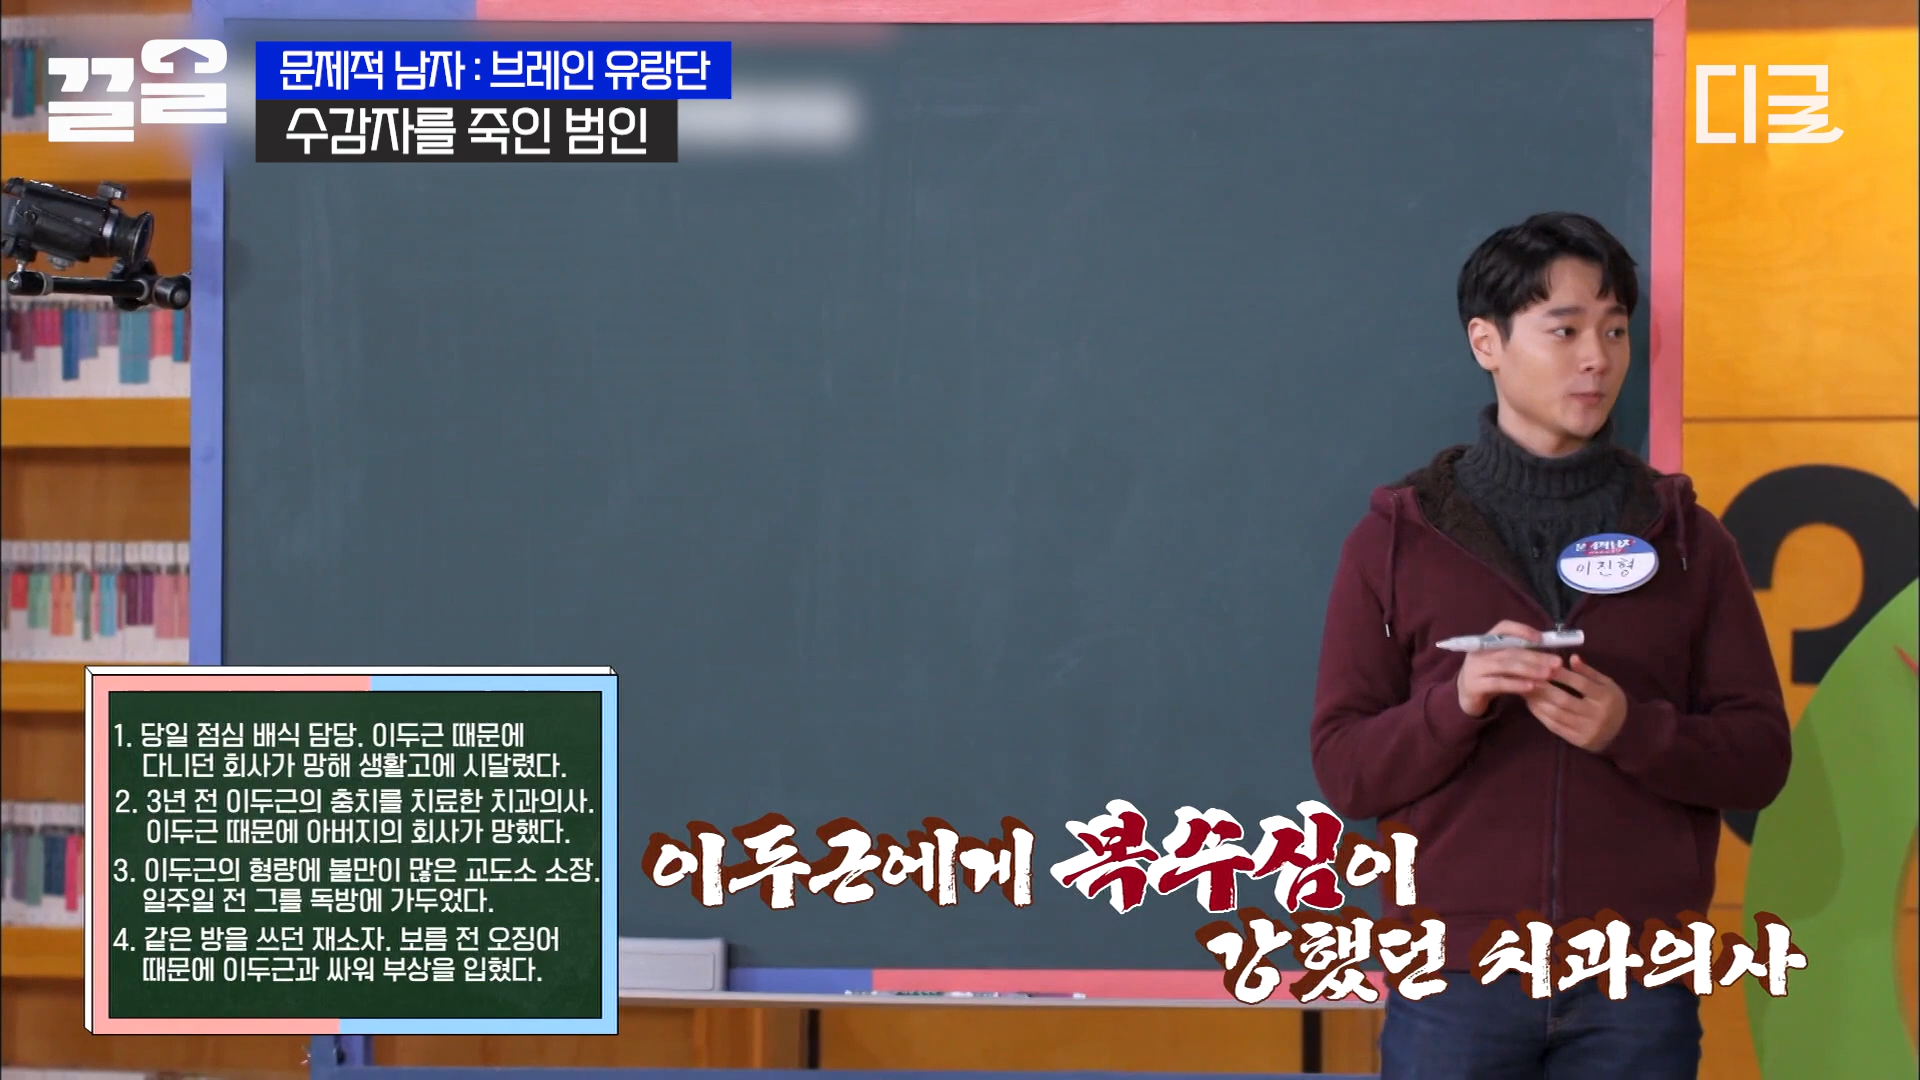 끌올
문제적 남자 : 브레인 유랑단
수감자를 죽인 범인
디글
문제적 남자
이진형
1. 당일 점심 배식 담당. 이두근 때문에
다니던 회사가 망해 생활고에 시달렸다.
2. 3년 전 이두근의 충치를 치료한 치과의사.
이두근 때문에 아버지의 회사가 망했다.
3. 이두근의 형량에 불만이 많은 교도소 소장.
일주일 전 그를 독방에 가두었다.
4. 같은 방을 쓰던 재소자. 보름 전 오징어
때문에 이두근과 싸워 부상을 입혔다.
이두근에게 복수심이
강했던 치과의사